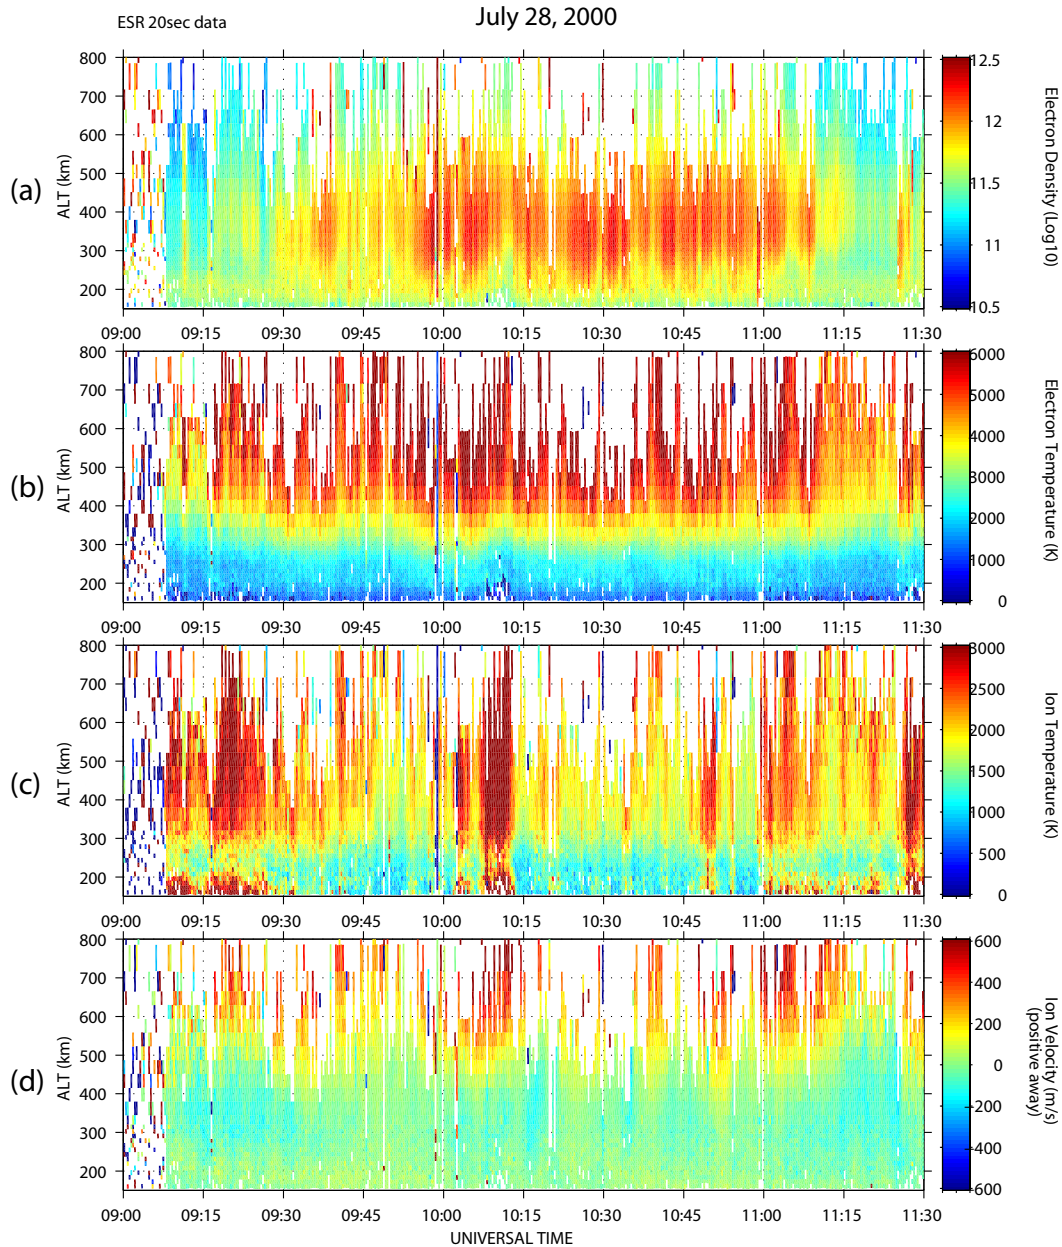 July 28, 2000
ESR 20sec data
(a)
ALT (km)
800
700
600
500
400
300
200
09:00 09:15 09:30 09:45 10:00 10:15 10:30 10:45 11:00 11:15 11:30
12.5
12
11.5
11
10.5
Electron Density (Log10)
(b)
ALT (km)
800
700
600
500
400
300
200
09:00 09:15 09:30 09:45 10:00 10:15 10:30 10:45 11:00 11:15 11:30
6000
5000
4000
3000
2000
1000
0
Electron Temperature (K)
(c)
ALT (km)
800
700
600
500
400
300
200
09:00 09:15 09:30 09:45 10:00 10:15 10:30 10:45 11:00 11:15 11:30
3000
2500
2000
1500
1000
500
0
Ion Temperature (K)
(d)
ALT (km)
800
700
600
500
400
300
200
09:00 09:15 09:30 09:45 10:00 10:15 10:30 10:45 11:00 11:15 11:30
UNIVERSAL TIME
600
400
200
0
-200
-400
-600
Ion Velocity (m/s)
(positive away)